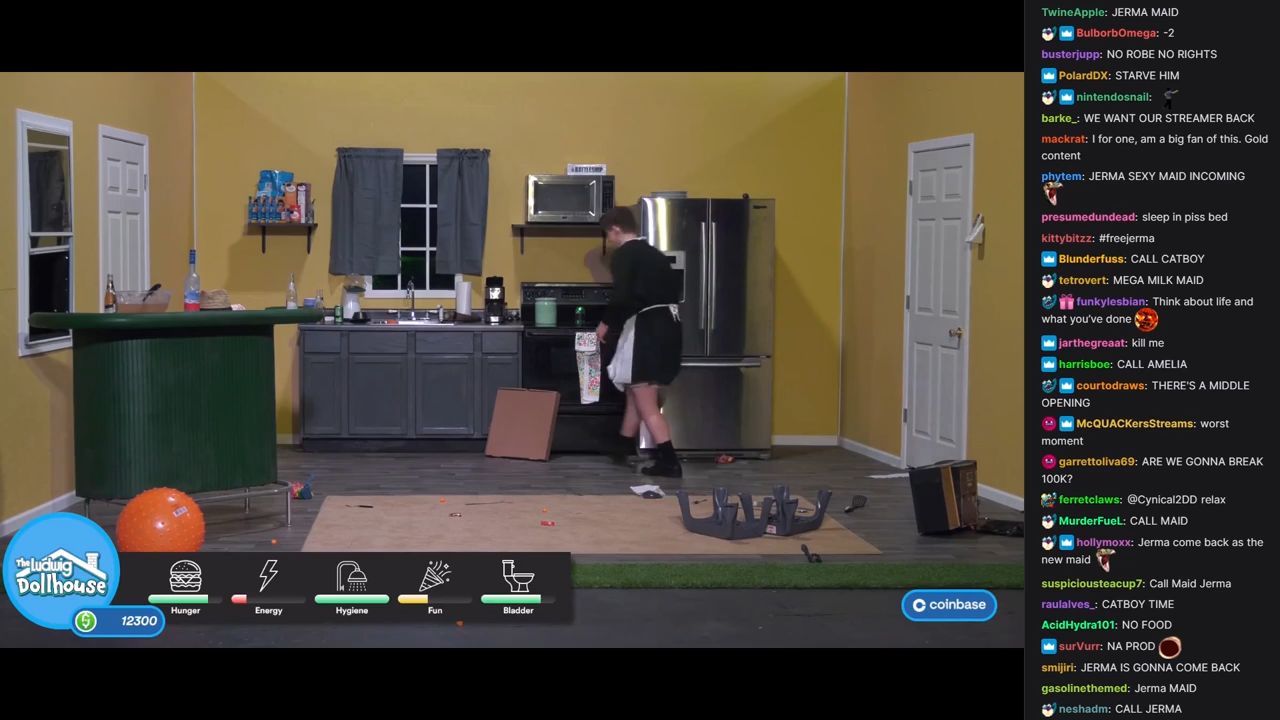 BATTLESHIP
The
Ludwig
Dollhouse
12300
Hunger
Energy
Hygiene
Fun
Bladder
coinbase
TwineApple: JERMA MAID
BulborbOmega: -2
busterjupp: NO ROBE NO RIGHTS
PolardDX: STARVE HIM
nintendosnail:
barke_: WE WANT OUR STREAMER BACK
mackrat: I for one, am a big fan of this. Gold
content
phytem: JERMA SEXY MAID INCOMING
presumedundead: sleep in piss bed
kittybitzz: #freejerma
Blunderfuss: CALL CATBOY
tetrovert: MEGA MILK MAID
funkylesbian: Think about life and
what you've done
jarthegreaat: kill me
harrisboe: CALL AMELIA
courtodraws: THERE'S A MIDDLE
OPENING
McQUACKersStreams: worst
moment
garrettoliva69: ARE WE GONNA BREAK
100K?
ferretclaws: @Cynical2DD relax
MurderFueL: CALL MAID
hollymoxx: Jerma come back as the
new maid
suspiciousteacup7: Call Maid Jerma
raulalves_: CATBOY TIME
AcidHydra101: NO FOOD
surVurr: NA PROD
smijiri: JERMA IS GONNA COME BACK
gasolinethemed: Jerma MAID
neshadm: CALL JERMA